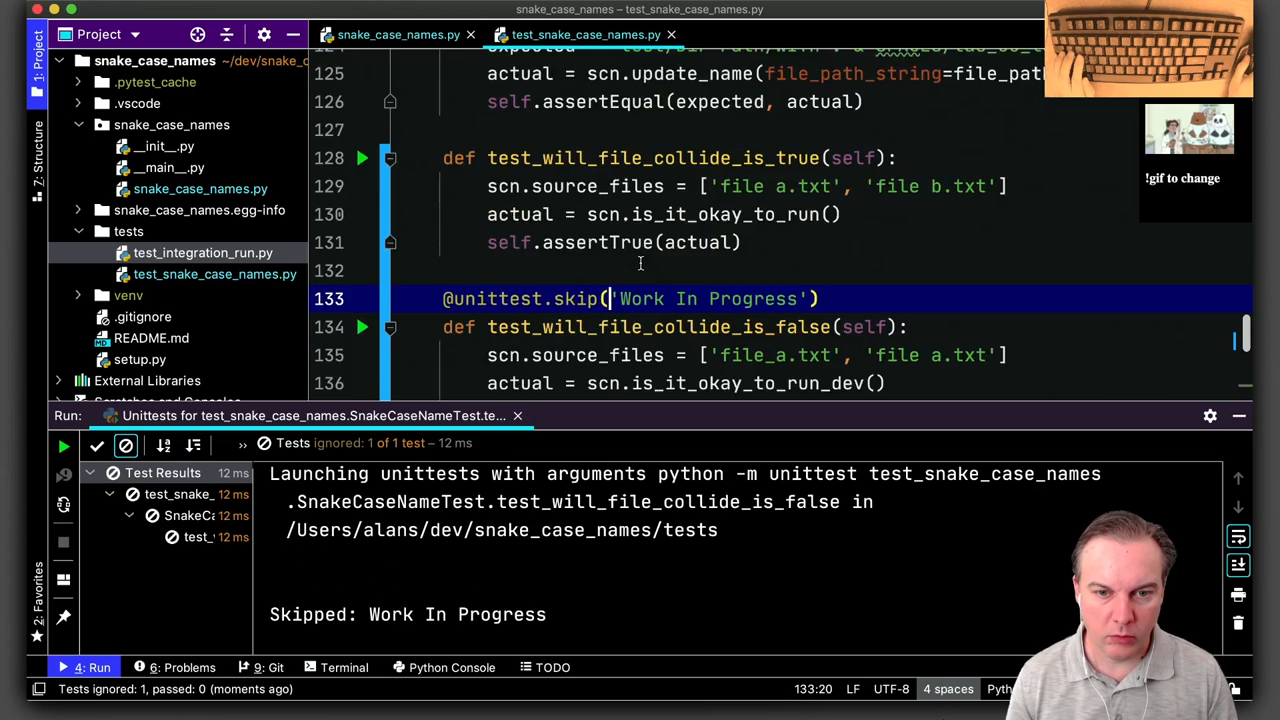 snake_case_names – test_snake_case_names.py
1: Project
7: Structure
2: Favorites
Project
snake_case_names ~/dev/snake_c
.pytest_cache
.vscode
snake_case_names
__init__.py
__main__.py
snake_case_names.py
snake_case_names.egg-info
tests
test_integration_run.py
test_snake_case_names.py
venv
.gitignore
README.md
setup.py
External Libraries
snake_case_names.py
test_snake_case_names.py
125 actual = scn.update_name(file_path_string=file_path
126 self.assertEqual(expected, actual)
127
128 def test_will_file_collide_is_true(self):
129 scn.source_files = ['file a.txt', 'file b.txt']
130 actual = scn.is_it_okay_to_run()
131 self.assertTrue(actual)
132
133 @unittest.skip('Work In Progress')
134 def test_will_file_collide_is_false(self):
135 scn.source_files = ['file_a.txt', 'file a.txt']
136 actual = scn.is_it_okay_to_run_dev()
!gif to change
Run: Unittests for test_snake_case_names.SnakeCaseNameTest.te...
Tests ignored: 1 of 1 test – 12 ms
Test Results 12 ms
test_snake_ 12 ms
SnakeCa 12 ms
test_ 12 ms
Launching unittests with arguments python -m unittest test_snake_case_names
.SnakeCaseNameTest.test_will_file_collide_is_false in
/Users/alans/dev/snake_case_names/tests
Skipped: Work In Progress
4: Run 6: Problems 9: Git Terminal Python Console TODO
Tests ignored: 1, passed: 0 (moments ago)
133:20 LF UTF-8 4 spaces Pyth